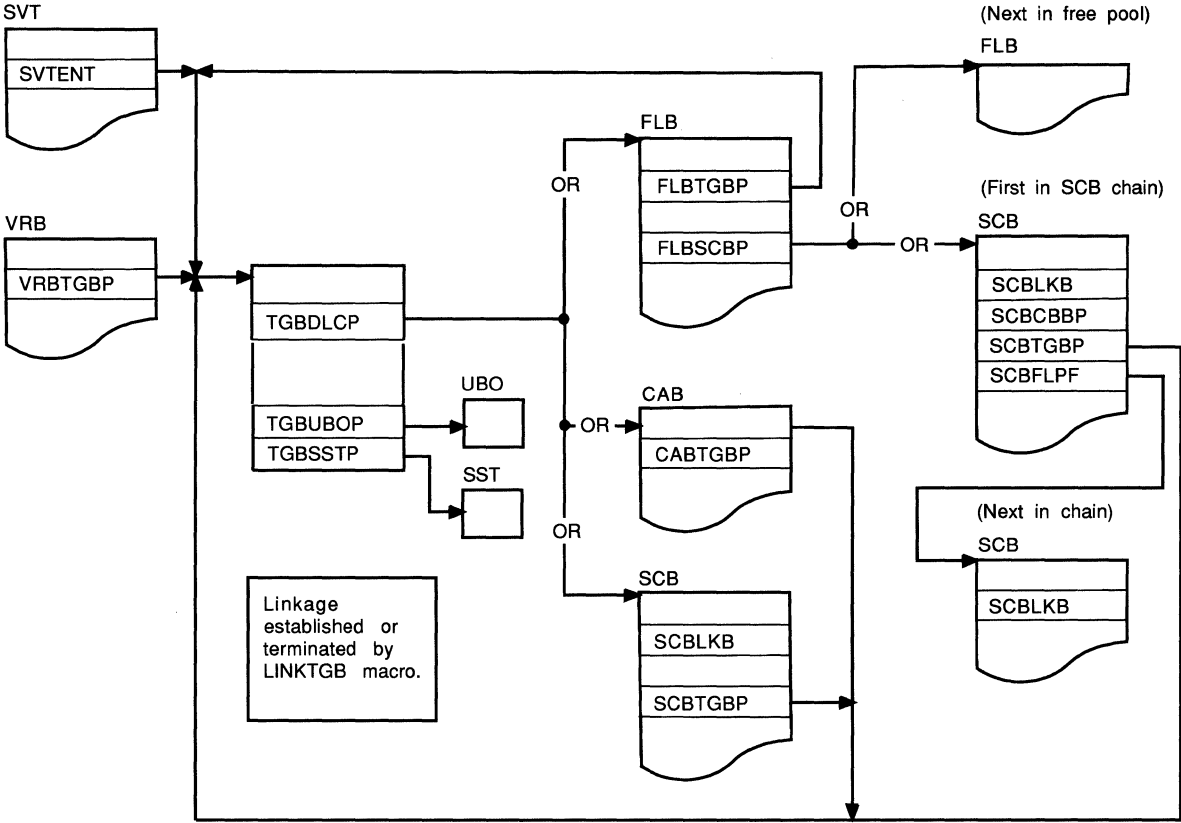 SVT
SVTENT
(Next in free pool)
FLB
FLB
FLBTGBP
FLBSCBP
OR
OR
OR
(First in SCB chain)
SCB
SCBLKB
SCBCBBP
SCBTGBP
SCBFLPF
VRB
VRBTGBP
TGBDLCP
TGBUBOP
TGBSSTP
UBO
SST
OR
CAB
CABTGBP
OR
SCB
SCBLKB
SCBTGBP
(Next in chain)
SCB
SCBLKB
Linkage
established or
terminated by
LINKTGB macro.